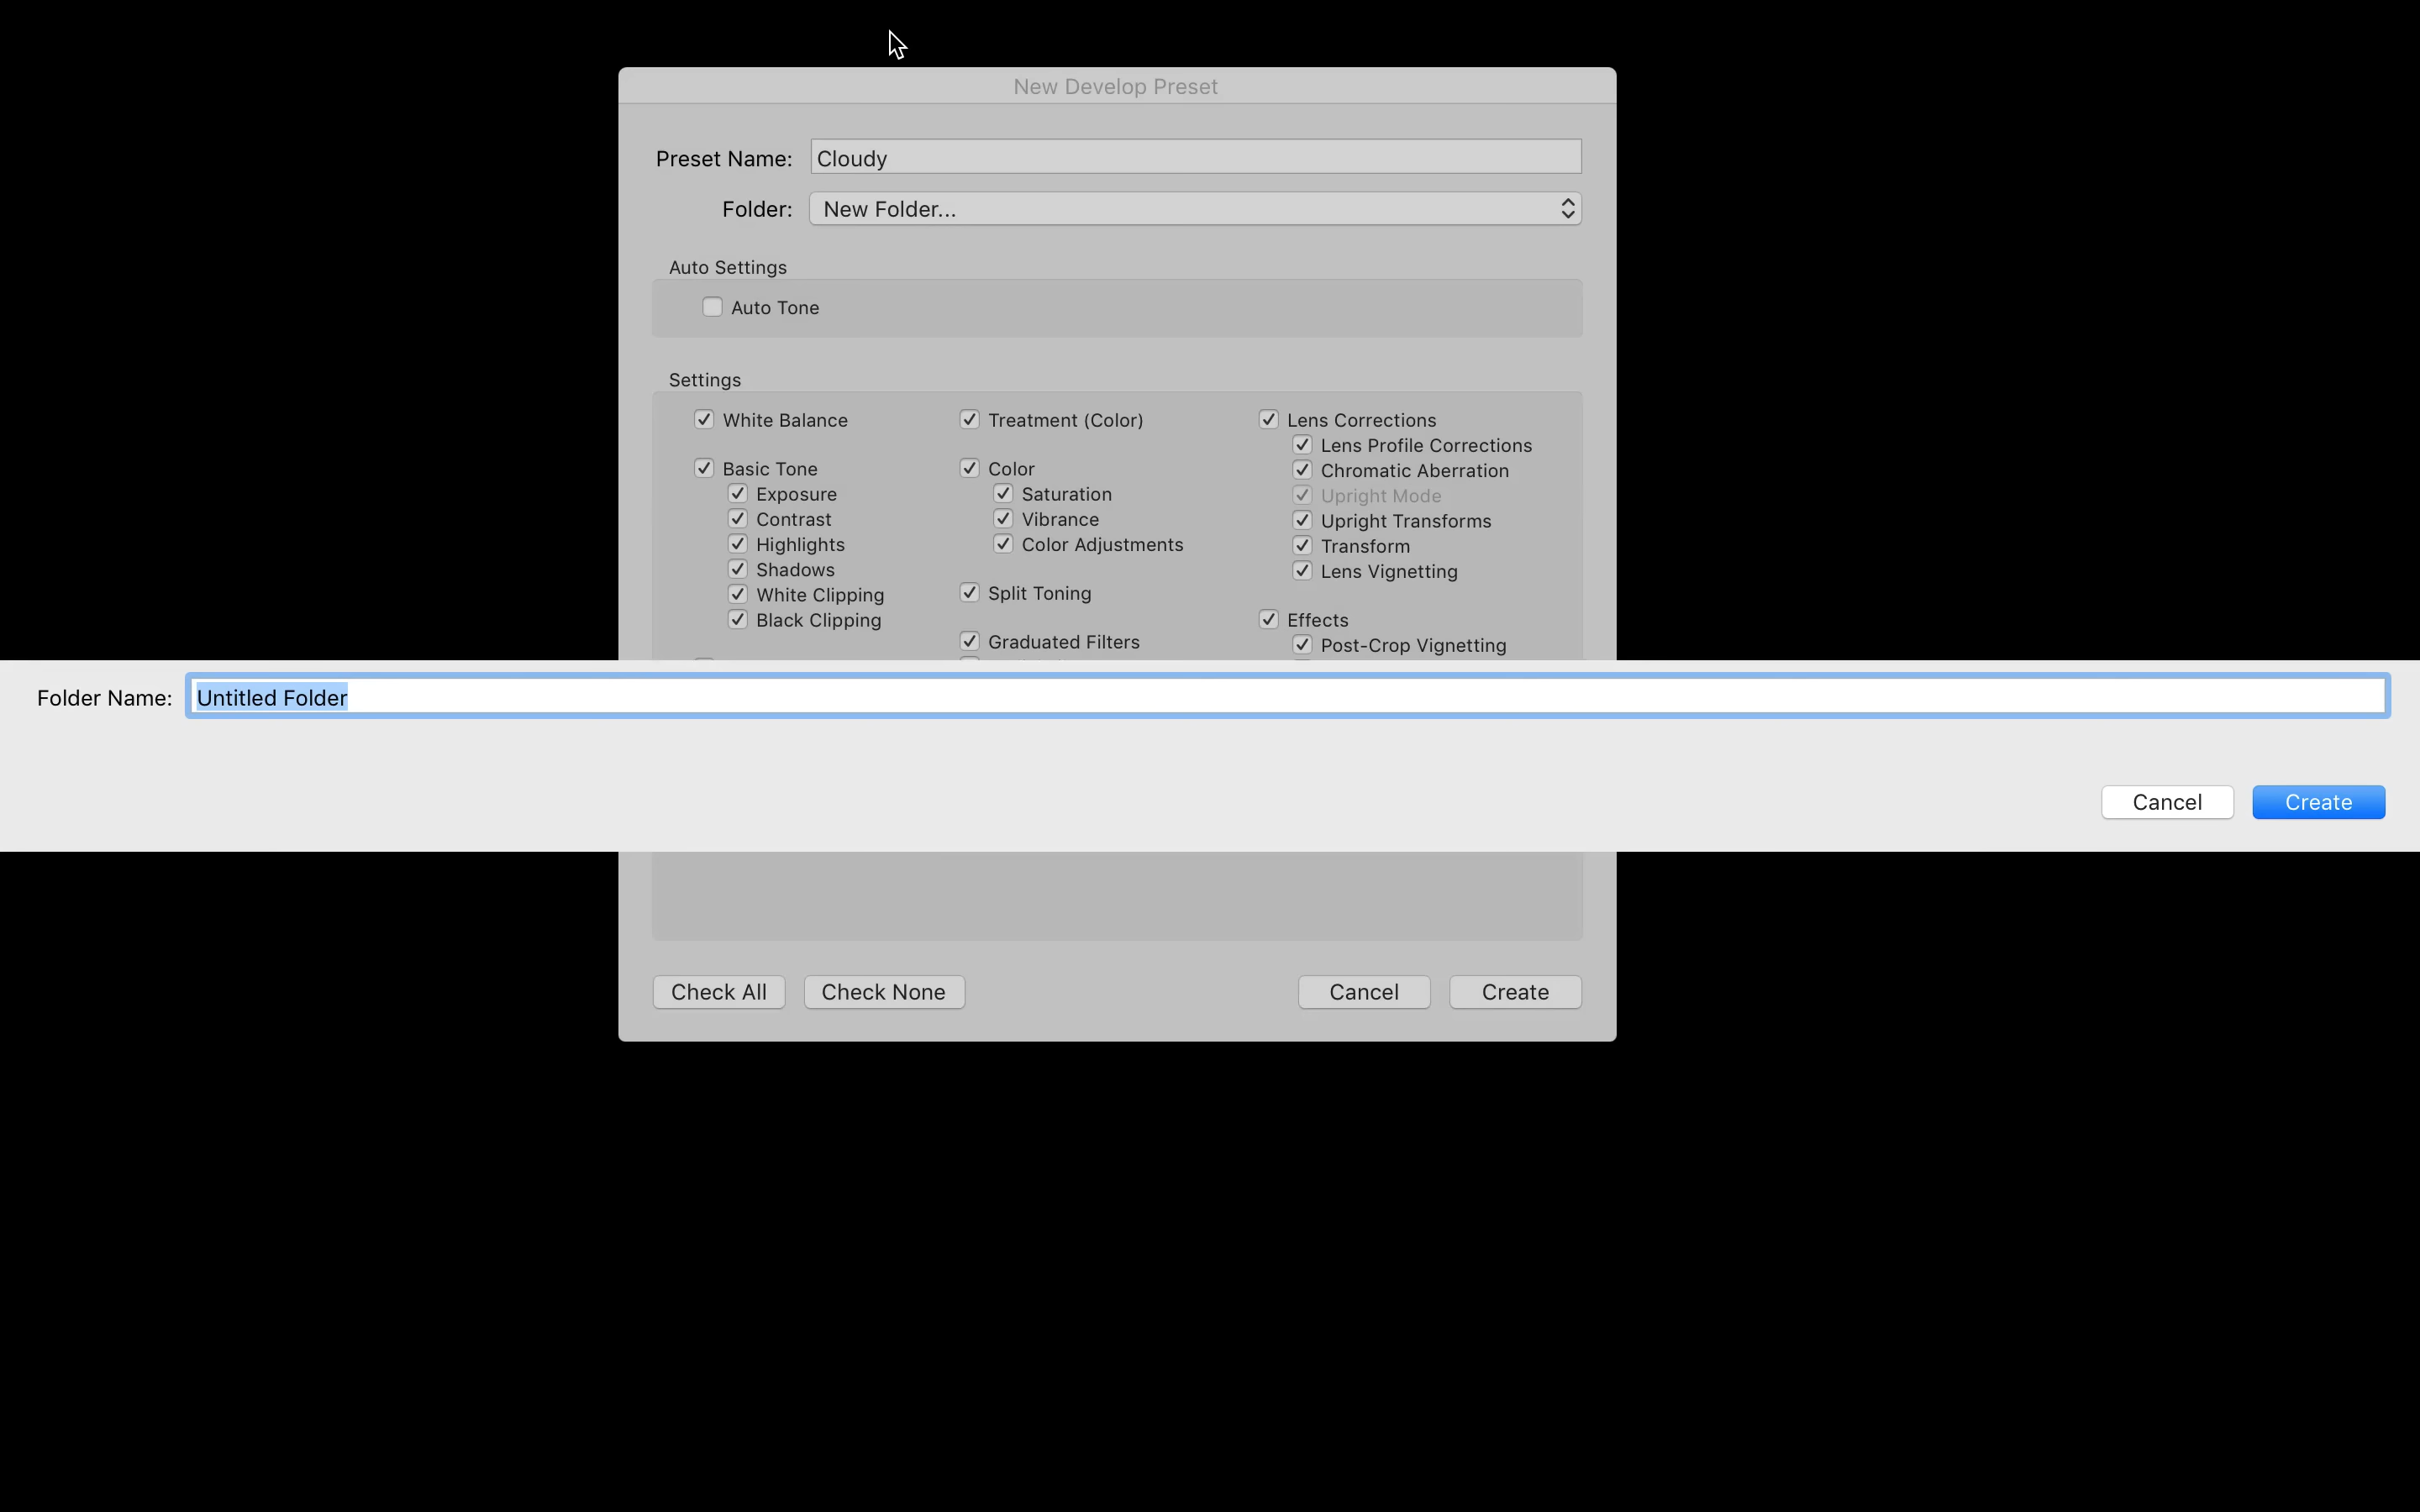 New Develop Preset
Preset Name: Cloudy
Folder: New Folder...
Auto Settings
Auto Tone
Settings
White Balance
Basic Tone
Exposure
Contrast
Highlights
Shadows
White Clipping
Black Clipping
Treatment (Color)
Color
Saturation
Vibrance
Color Adjustments
Split Toning
Graduated Filters
Lens Corrections
Lens Profile Corrections
Chromatic Aberration
Upright Mode
Upright Transforms
Transform
Lens Vignetting
Effects
Post-Crop Vignetting
Folder Name: Untitled Folder
Cancel Create
Check All Check None Cancel Create